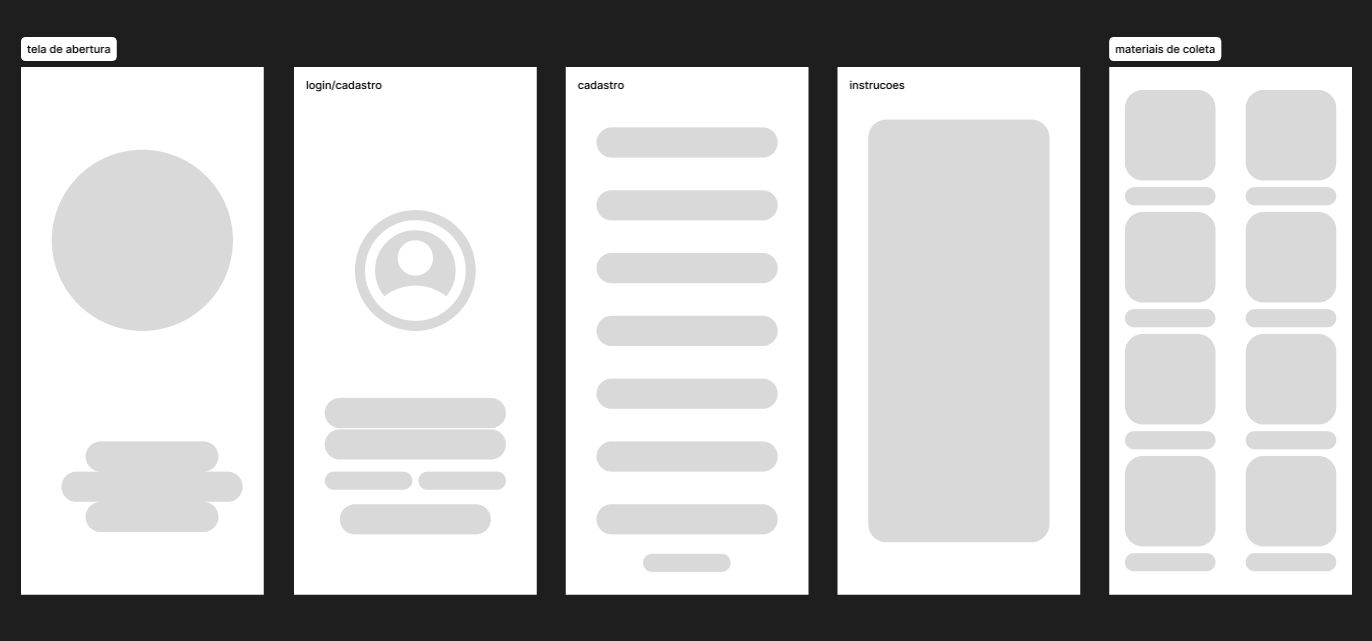 tela de abertura
login/cadastro
cadastro
instrucoes
materiais de coleta